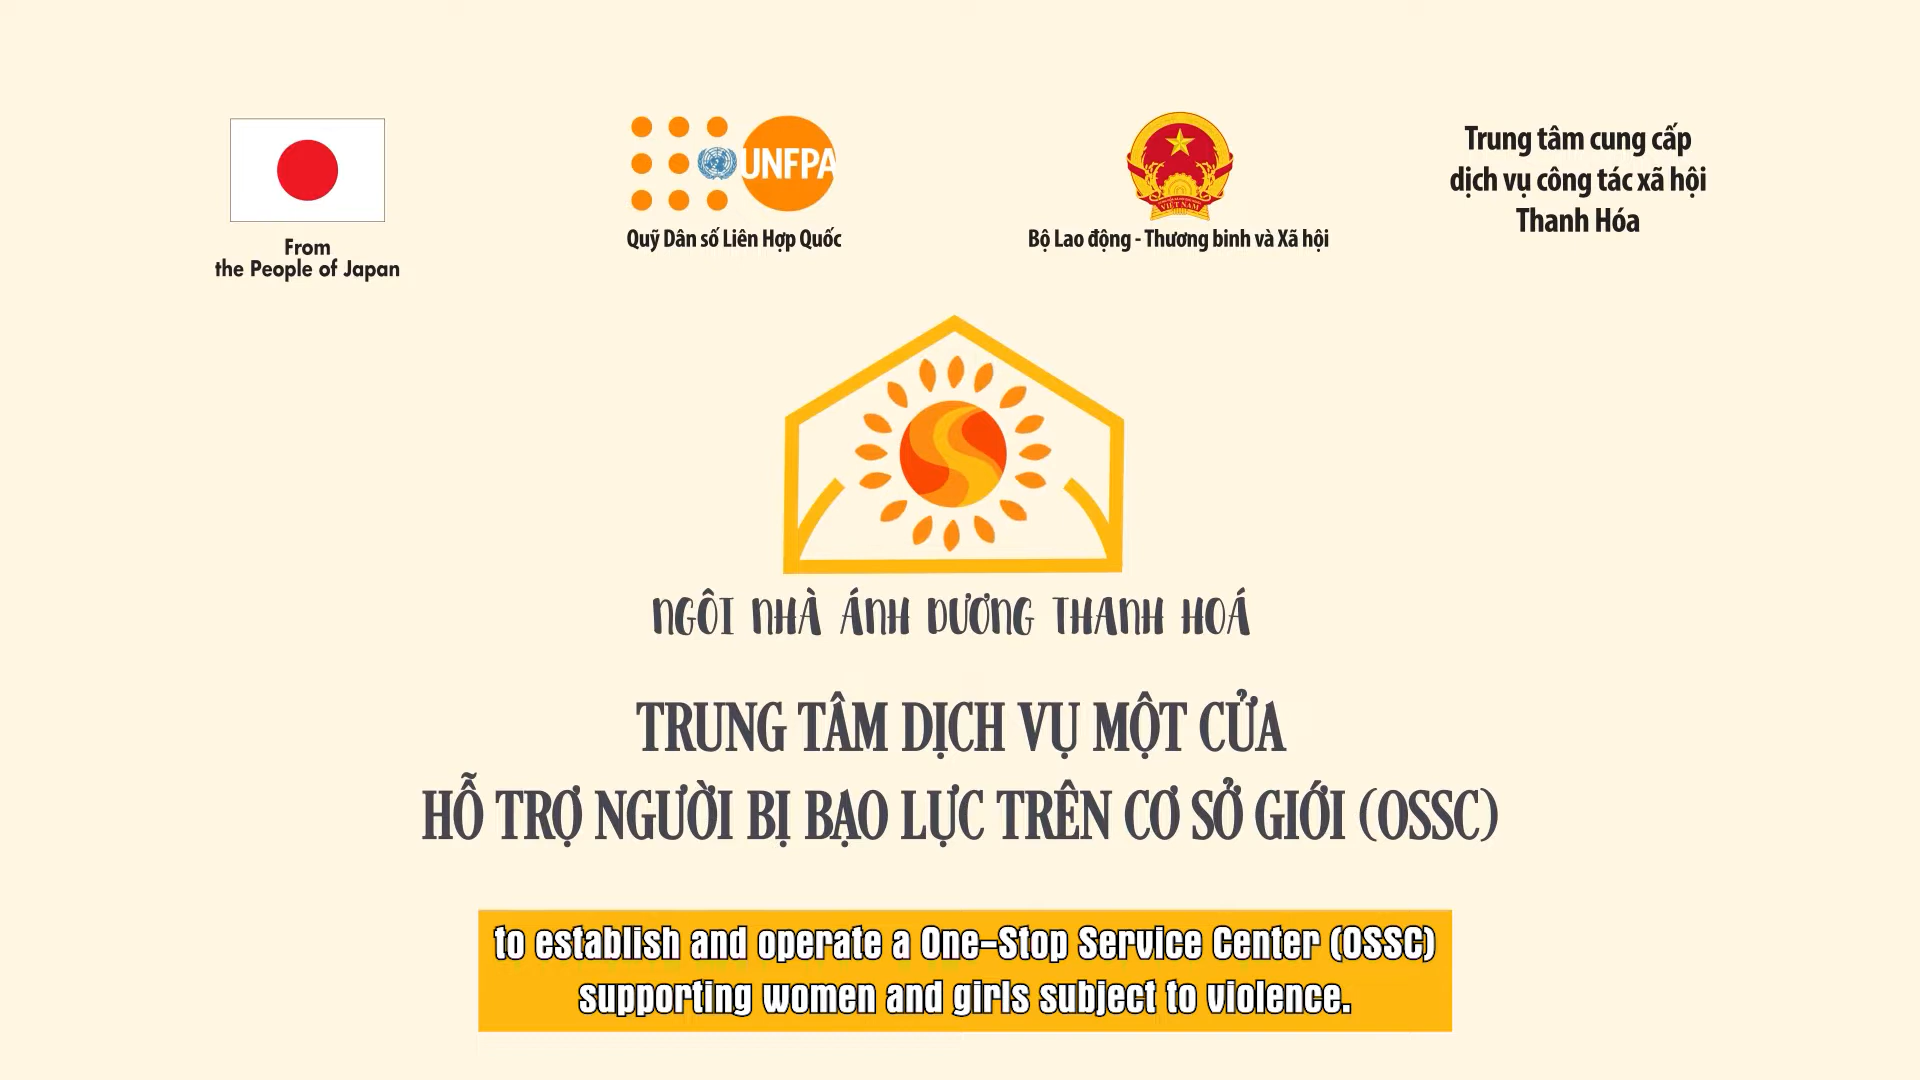 From
the People of Japan
UNFPA
Quỹ Dân số Liên Hợp Quốc
VIỆT NAM
Bộ Lao động - Thương binh và Xã hội
Trung tâm cung cấp
dịch vụ công tác xã hội
Thanh Hóa
NGÔI NHÀ ÁNH DƯƠNG THANH HOÁ
TRUNG TÂM DỊCH VỤ MỘT CỬA
HỖ TRỢ NGƯỜI BỊ BẠO LỰC TRÊN CƠ SỞ GIỚI (OSSC)
to establish and operate a One-Stop Service Center (OSSC)
supporting women and girls subject to violence.